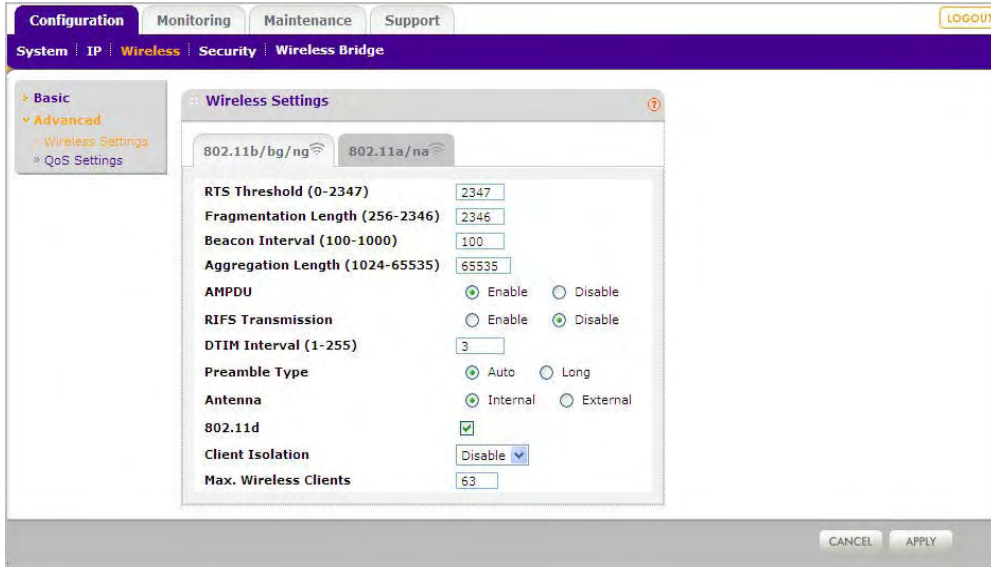 Configuration Monitoring Maintenance Support LOGOUT
System IP Wireless Security Wireless Bridge
Basic
Advanced
Wireless Settings
QoS Settings
Wireless Settings ?
802.11b/bg/ng 802.11a/na
RTS Threshold (0-2347) 2347
Fragmentation Length (256-2346) 2346
Beacon Interval (100-1000) 100
Aggregation Length (1024-65535) 65535
AMPDU Enable Disable
RIFS Transmission Enable Disable
DTIM Interval (1-255) 3
Preamble Type Auto Long
Antenna Internal External
802.11d
Client Isolation Disable
Max. Wireless Clients 63
CANCEL APPLY